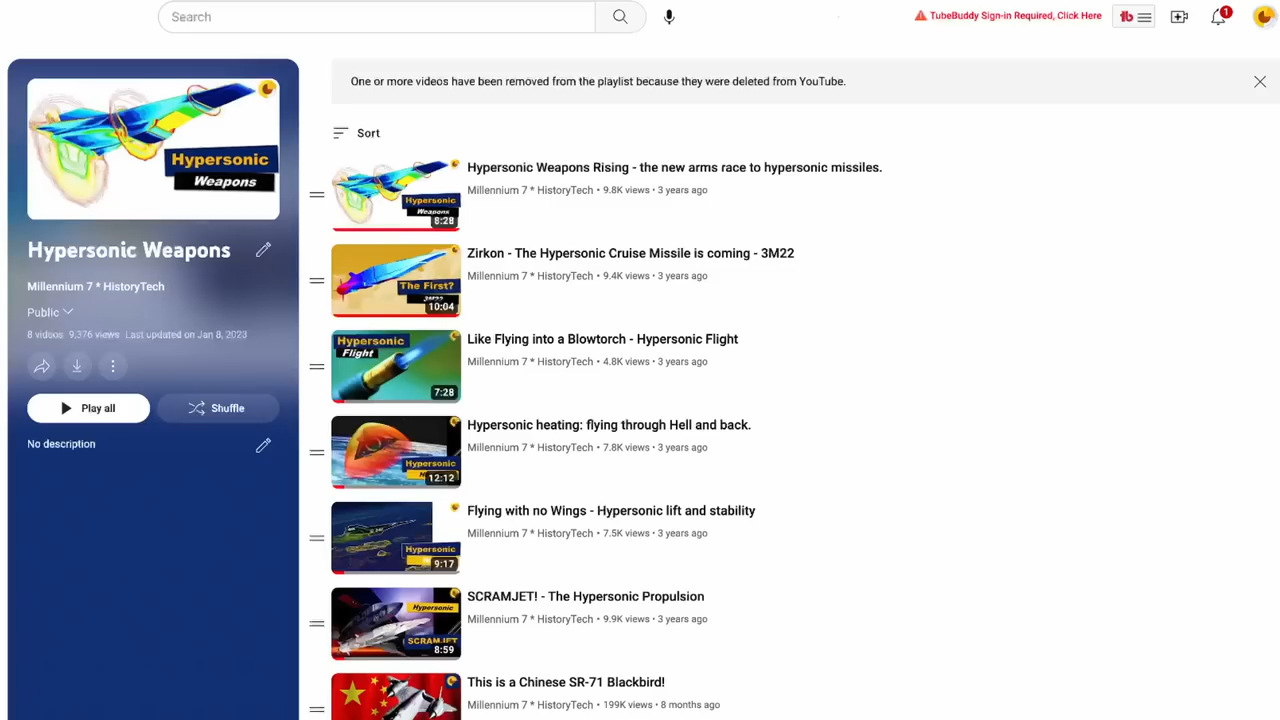 Search
TubeBuddy Sign-in Required, Click Here
1
Hypersonic
Weapons
Hypersonic Weapons
Millennium 7 * HistoryTech
Public
8 videos 9,376 views Last updated on Jan 8, 2023
Play all
Shuffle
No description
One or more videos have been removed from the playlist because they were deleted from YouTube.
Sort
Hypersonic
Weapons
8:28
Hypersonic Weapons Rising - the new arms race to hypersonic missiles.
Millennium 7 * HistoryTech • 9.8K views • 3 years ago
The First?
3M22
10:04
Zirkon - The Hypersonic Cruise Missile is coming - 3M22
Millennium 7 * HistoryTech • 9.4K views • 3 years ago
Hypersonic
Flight
7:28
Like Flying into a Blowtorch - Hypersonic Flight
Millennium 7 * HistoryTech • 4.8K views • 3 years ago
Hypersonic
12:12
Hypersonic heating: flying through Hell and back.
Millennium 7 * HistoryTech • 7.8K views • 3 years ago
Hypersonic
9:17
Flying with no Wings - Hypersonic lift and stability
Millennium 7 * HistoryTech • 7.5K views • 3 years ago
Hypersonic
SCRAMJET
8:59
SCRAMJET! - The Hypersonic Propulsion
Millennium 7 * HistoryTech • 9.9K views • 3 years ago
This is a Chinese SR-71 Blackbird!
Millennium 7 * HistoryTech • 199K views • 8 months ago